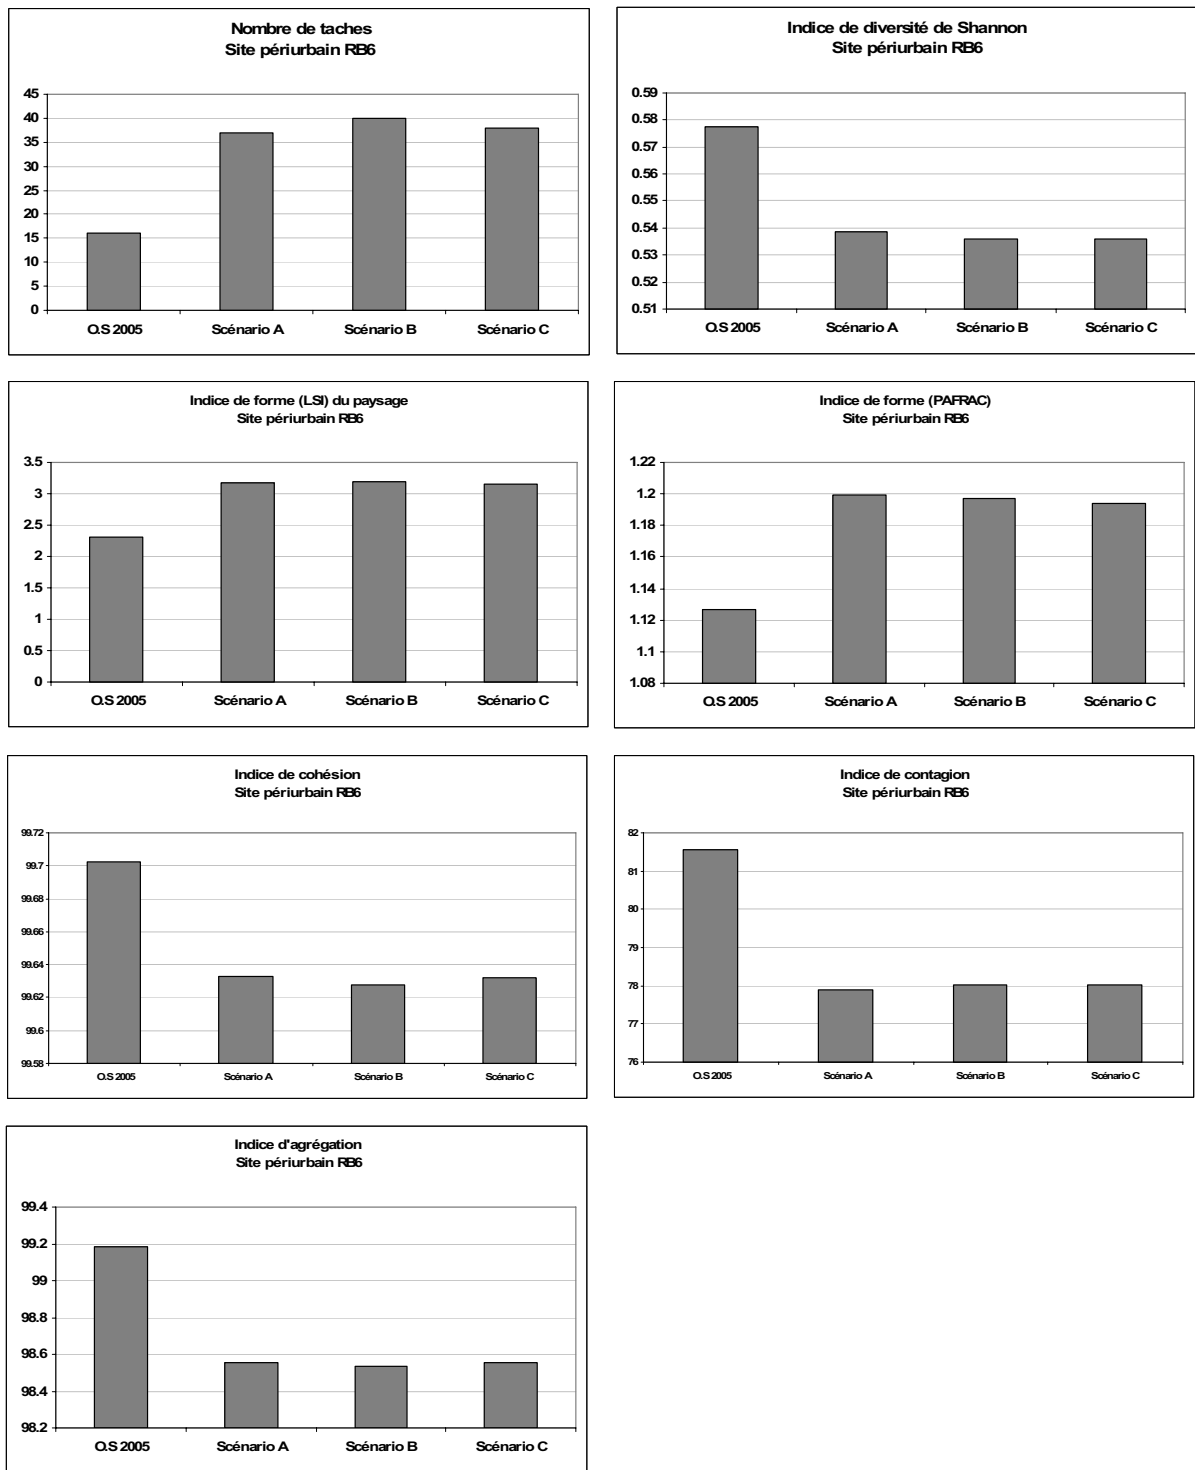 Nombre de taches
Site périurbain RB6
45
40
35
30
25
20
15
10
5
0
O.S 2005 Scénario A Scénario B Scénario C
Indice de diversité de Shannon
Site périurbain RB6
0.59
0.58
0.57
0.56
0.55
0.54
0.53
0.52
0.51
O.S 2005 Scénario A Scénario B Scénario C
Indice de forme (LSI) du paysage
Site périurbain RB6
3.5
3
2.5
2
1.5
1
0.5
0
O.S 2005 Scénario A Scénario B Scénario C
Indice de forme (PAFRAC)
Site périurbain RB6
1.22
1.2
1.18
1.16
1.14
1.12
1.1
1.08
O.S 2005 Scénario A Scénario B Scénario C
Indice de cohésion
Site périurbain RB6
99.72
99.7
99.68
99.66
99.64
99.62
99.6
99.58
O.S 2005 Scénario A Scénario B Scénario C
Indice de contagion
Site périurbain RB6
82
81
80
79
78
77
76
O.S 2005 Scénario A Scénario B Scénario C
Indice d'agrégation
Site périurbain RB6
99.4
99.2
99
98.8
98.6
98.4
98.2
O.S 2005 Scénario A Scénario B Scénario C